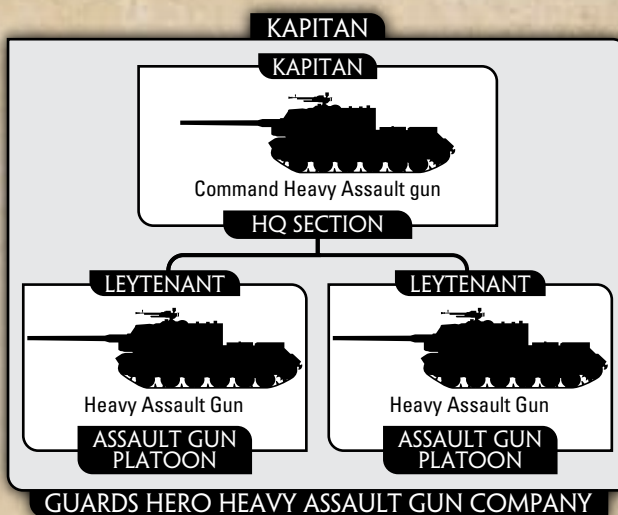 KAPITAN
KAPITAN
Command Heavy Assault gun
HQ SECTION
LEYTENANT
Heavy Assault Gun
ASSAULT GUN
PLATOON
LEYTENANT
Heavy Assault Gun
ASSAULT GUN
PLATOON
GUARDS HERO HEAVY ASSAULT GUN COMPANY